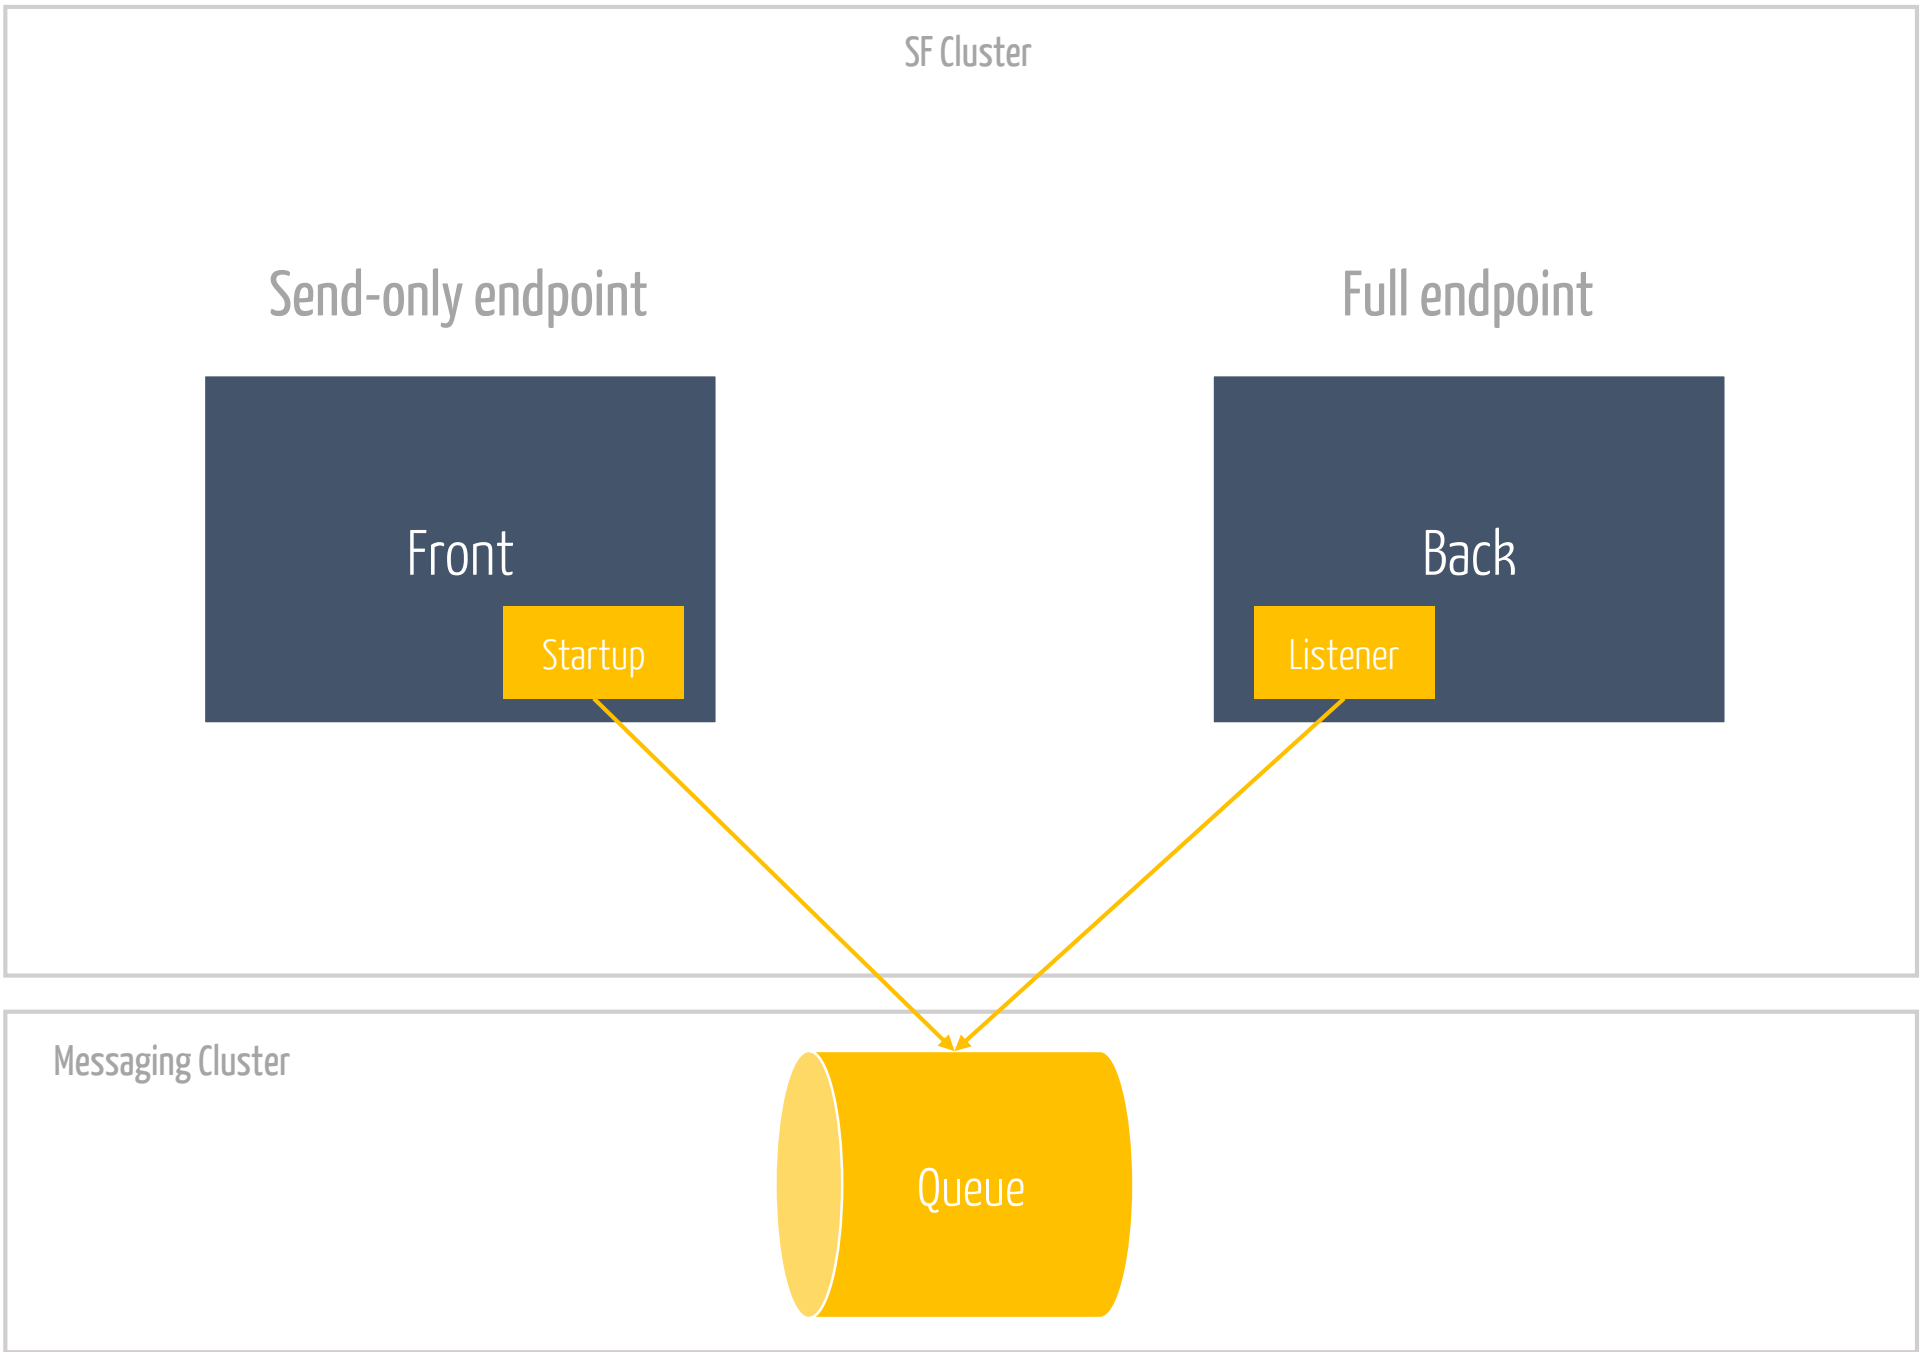 SF Cluster
Send-only endpoint
Full endpoint
Front
Back
Startup
Listener
Messaging Cluster
Queue